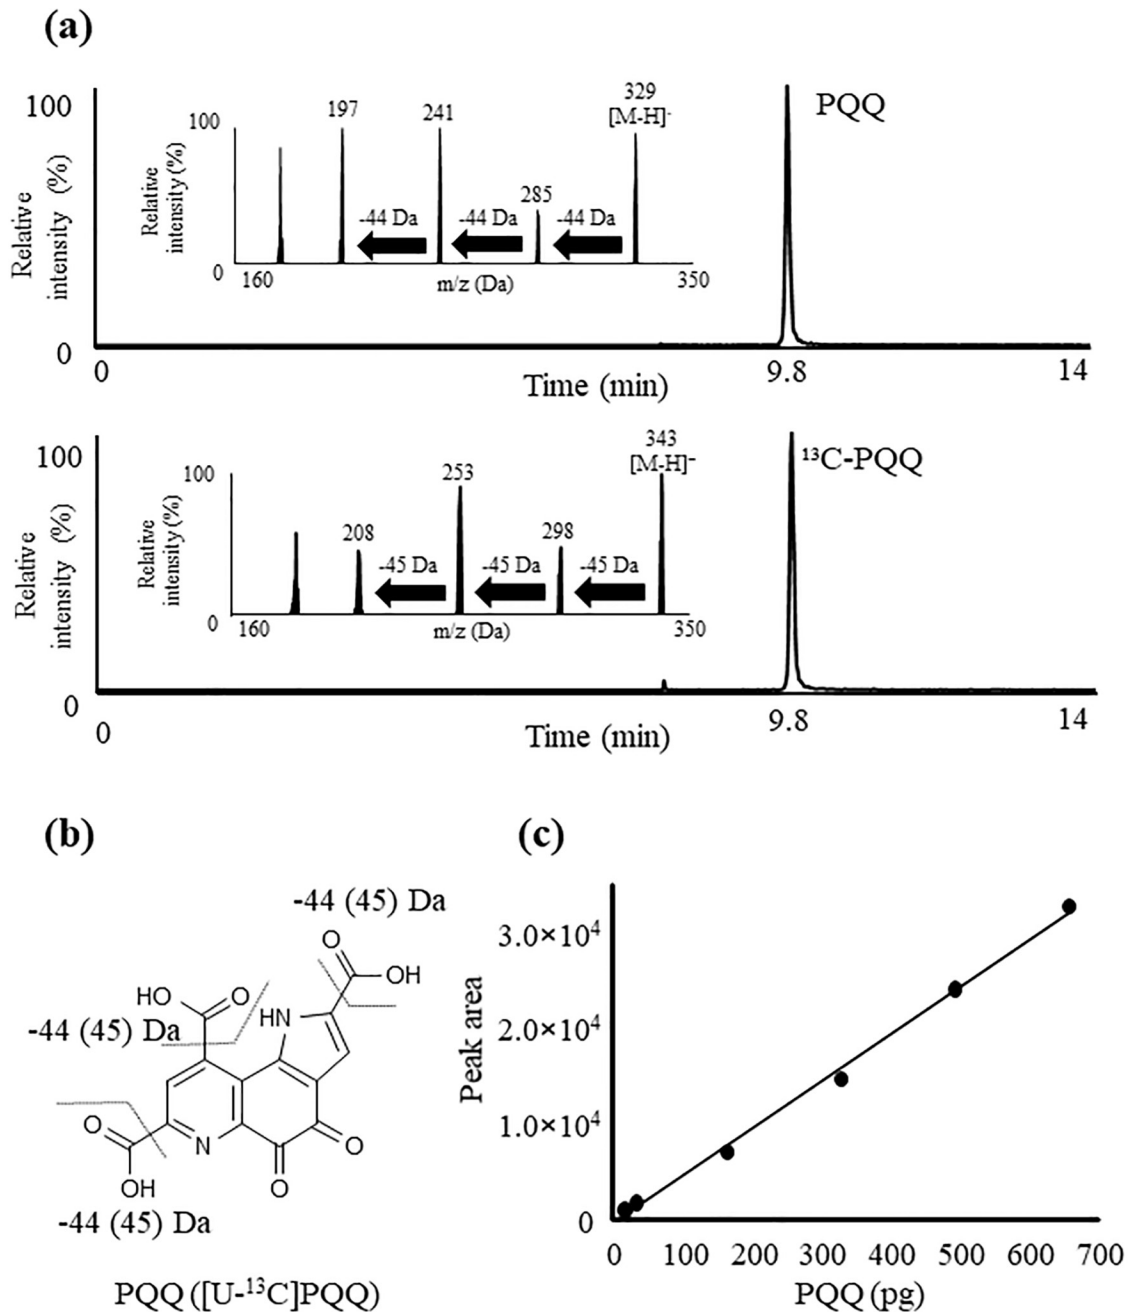 (a)
100
Relative
intensity (%)
0
0
Time (min)
9.8
14
PQQ
100
Relative
intensity (%)
0
160
m/z (Da)
350
197
241
285
329
[M-H]⁻
-44 Da
-44 Da
-44 Da
100
Relative
intensity (%)
0
0
Time (min)
9.8
14
¹³C-PQQ
100
Relative
intensity (%)
0
160
m/z (Da)
350
208
253
298
343
[M-H]⁻
-45 Da
-45 Da
-45 Da
(b)
-44 (45) Da
O
OH
HO
O
HN
-44 (45) Da
O
N
O
O
OH
-44 (45) Da
PQQ ([U-¹³C]PQQ)
(c)
3.0×10⁴
2.0×10⁴
1.0×10⁴
0
Peak area
0 100 200 300 400 500 600 700
PQQ (pg)